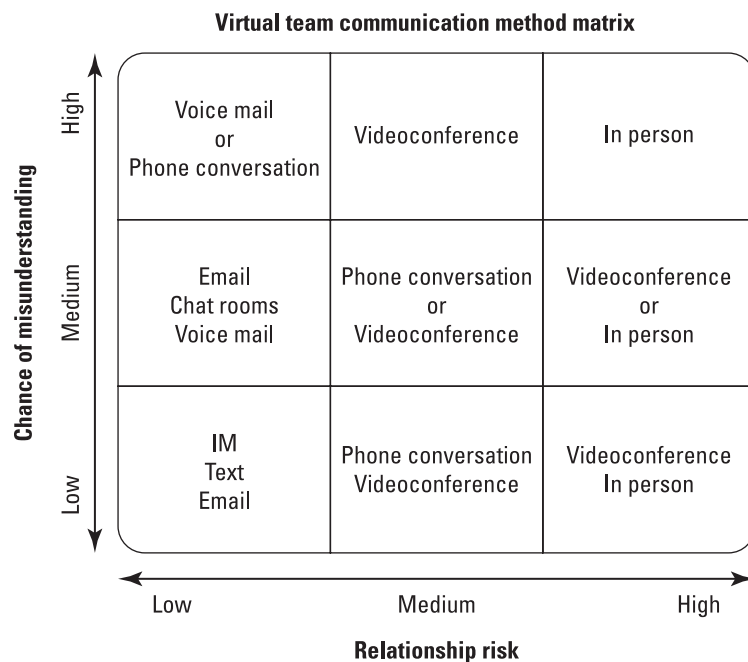 Virtual team communication method matrix
Chance of misunderstanding
High
Voice mail
or
Phone conversation
Videoconference
In person
Medium
Email
Chat rooms
Voice mail
Phone conversation
or
Videoconference
Videoconference
or
In person
Low
IM
Text
Email
Phone conversation
Videoconference
Videoconference
In person
Low
Medium
High
Relationship risk